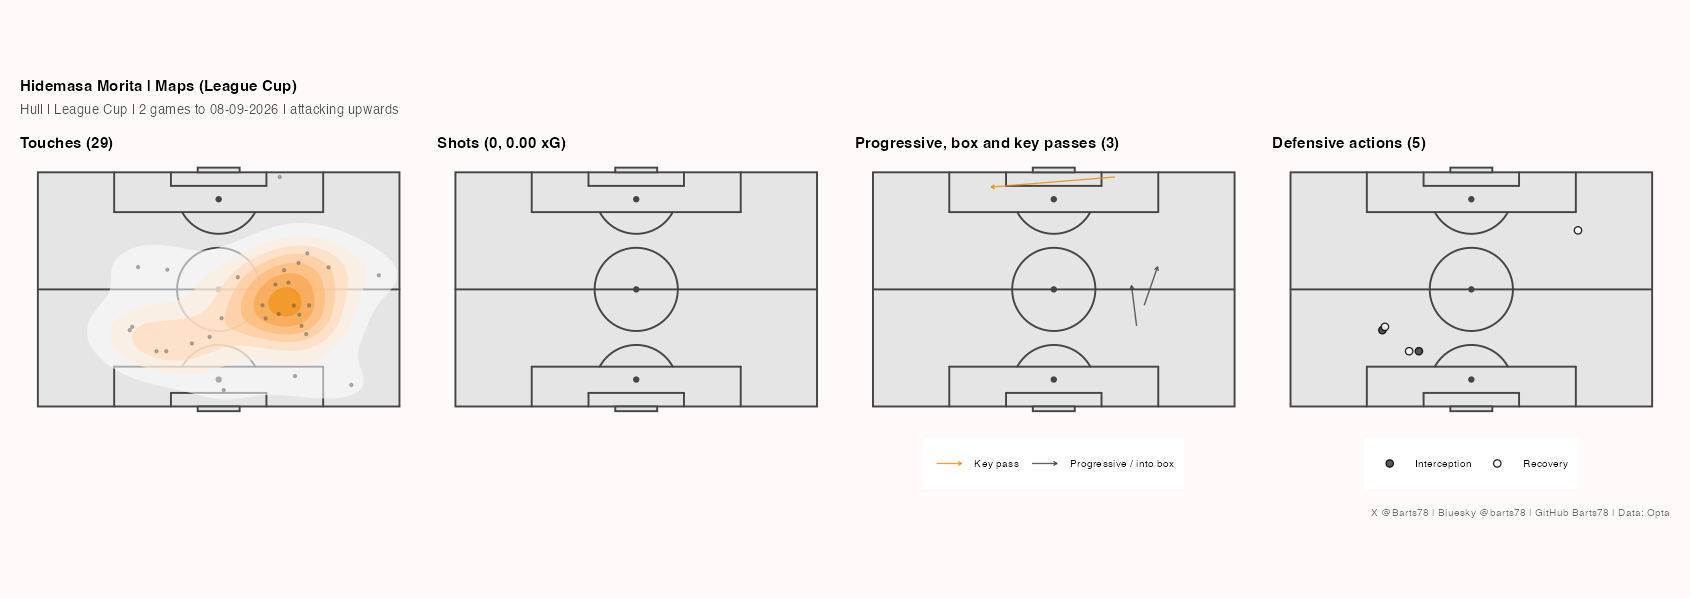 Hidemasa Morita | Maps (League Cup)
Hull | League Cup | 2 games to 08-09-2026 | attacking upwards
Touches (29)
Shots (0, 0.00 xG)
Progressive, box and key passes (3)
Defensive actions (5)
Key pass
Progressive / into box
Interception
Recovery
X @Barts78 | Bluesky @barts78 | GitHub Barts78 | Data: Opta